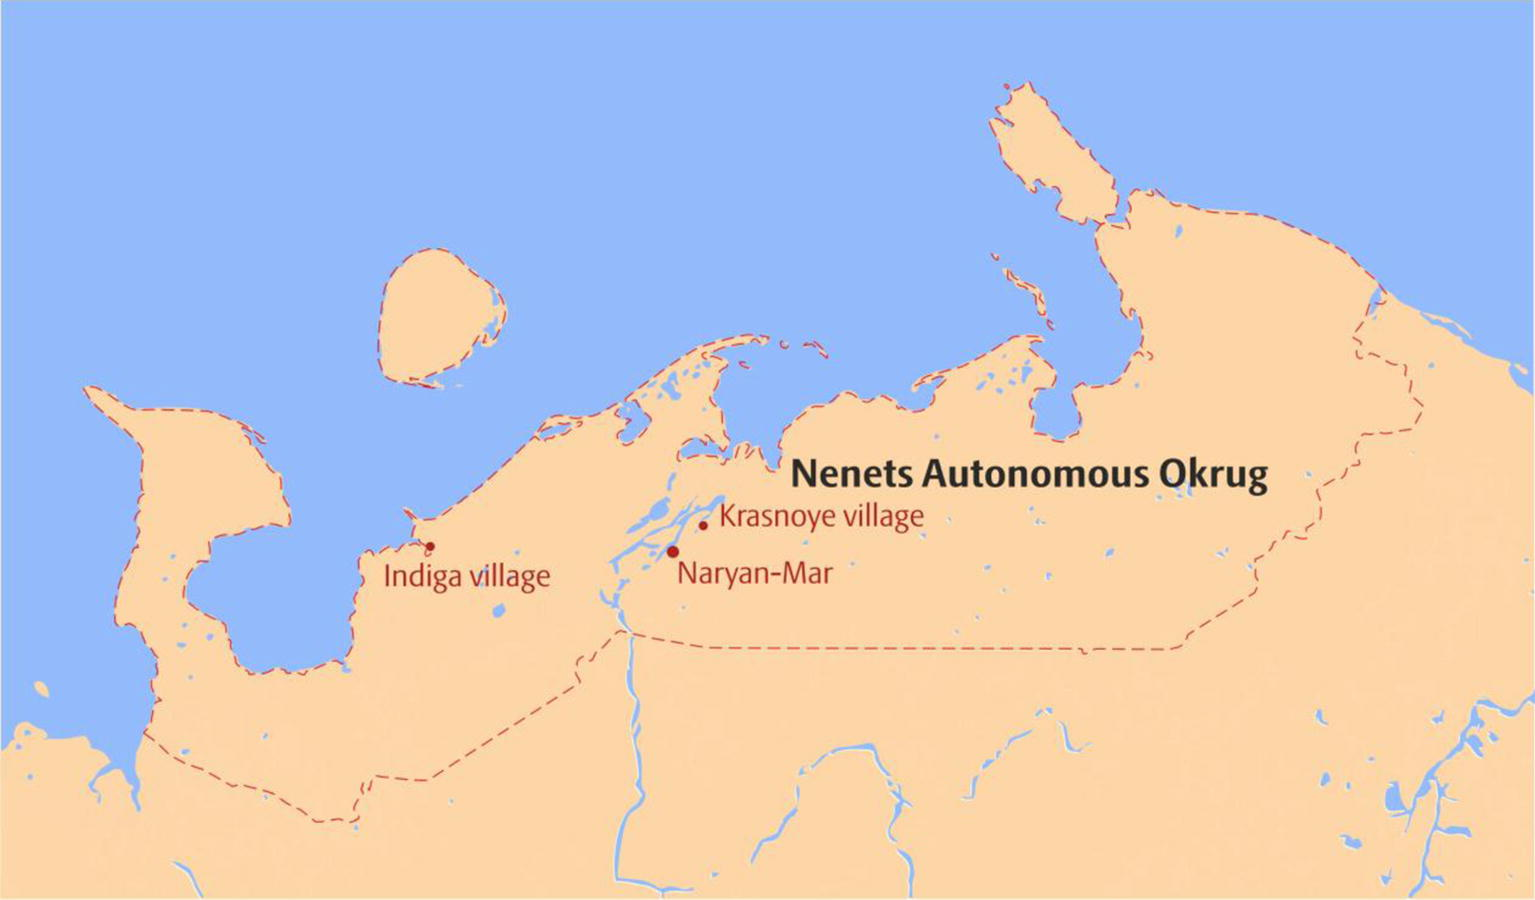 Nenets Autonomous Okrug
Krasnoye village
Naryan-Mar
Indiga village